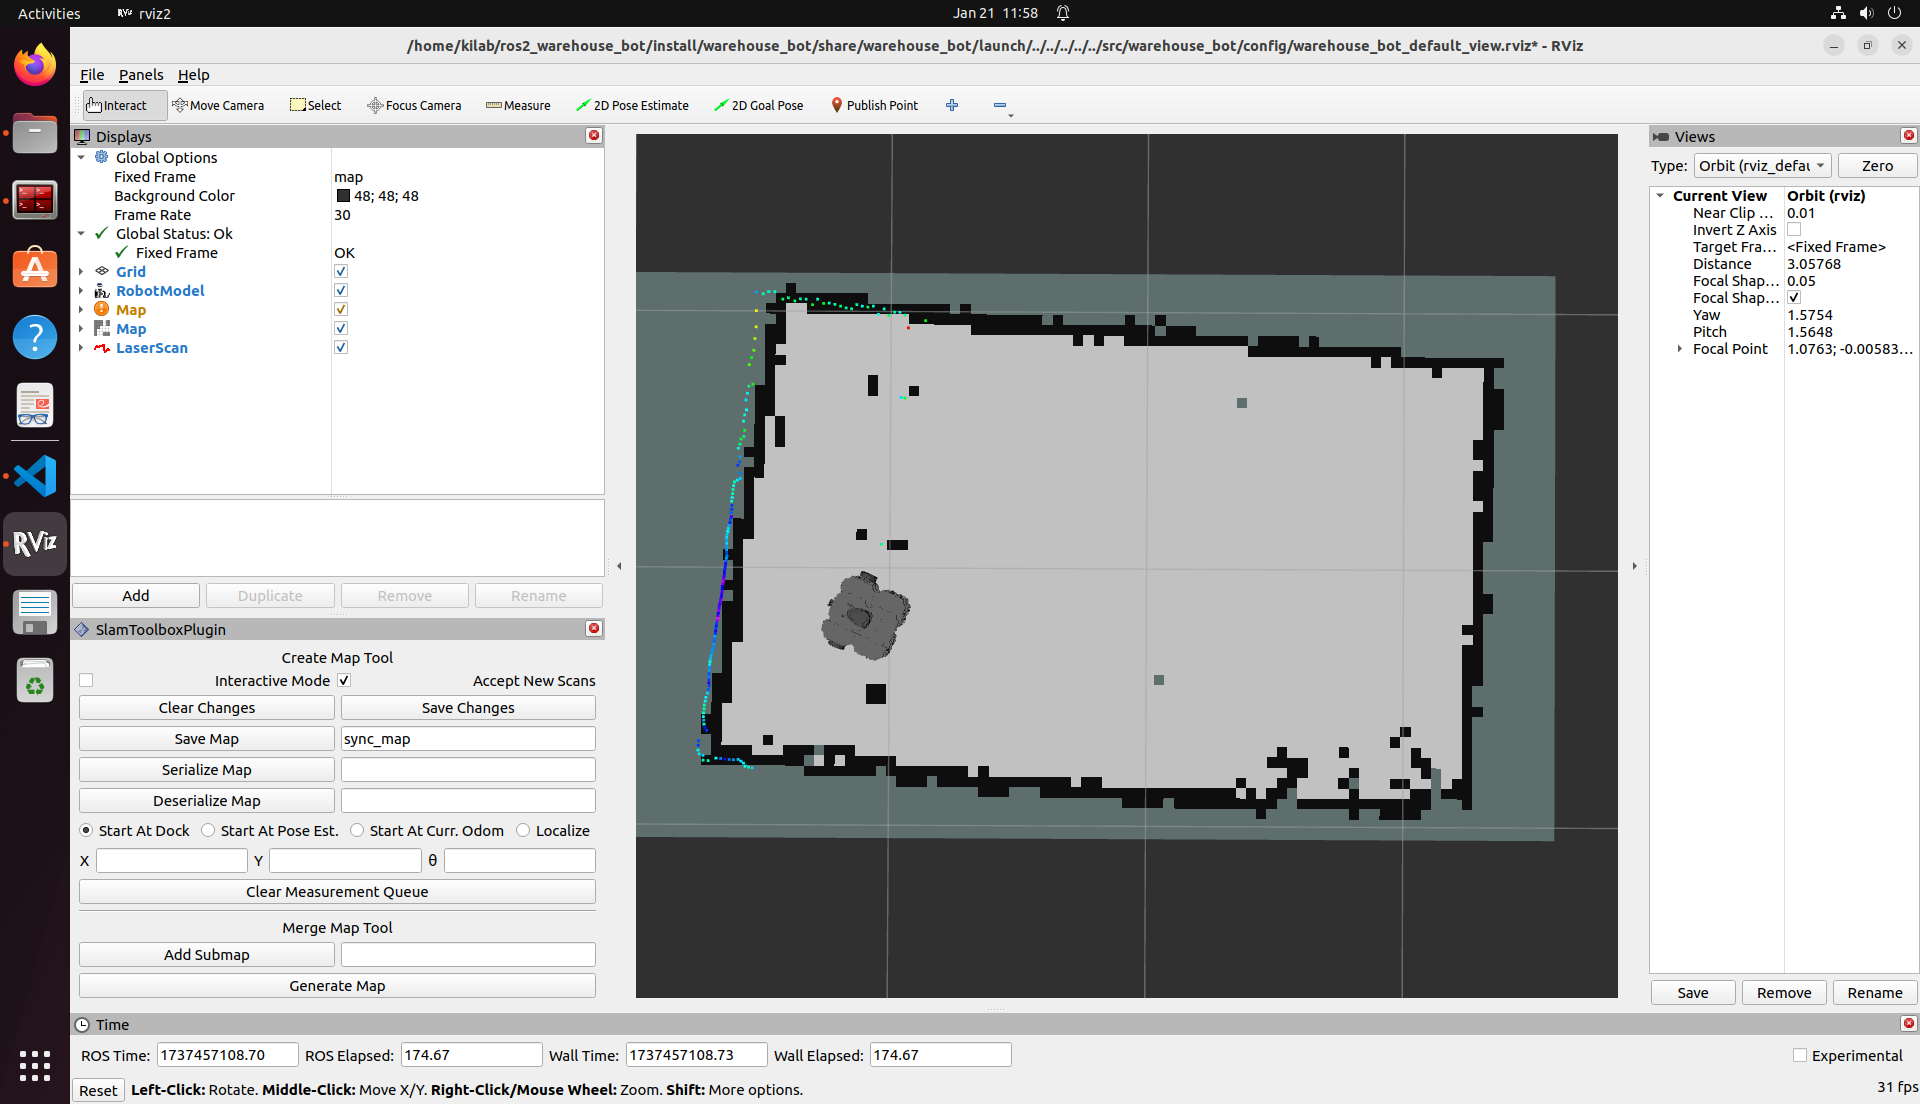 Activities rviz2 Jan 21 11:58
/home/kilab/ros2_warehouse_bot/install/warehouse_bot/share/warehouse_bot/launch/../../../../../src/warehouse_bot/config/warehouse_bot_default_view.rviz* - RViz
File Panels Help
Interact Move Camera Select Focus Camera Measure 2D Pose Estimate 2D Goal Pose Publish Point
Displays
Global Options
Fixed Frame map
Background Color 48; 48; 48
Frame Rate 30
Global Status: Ok
Fixed Frame OK
Grid
RobotModel
Map
Map
LaserScan
Add Duplicate Remove Rename
SlamToolboxPlugin
Create Map Tool
Interactive Mode Accept New Scans
Clear Changes Save Changes
Save Map sync_map
Serialize Map
Deserialize Map
Start At Dock Start At Pose Est. Start At Curr. Odom Localize
X Y θ
Clear Measurement Queue
Merge Map Tool
Add Submap
Generate Map
Views
Type: Orbit (rviz_defau Zero
Current View Orbit (rviz)
Near Clip ... 0.01
Invert Z Axis
Target Fra... <Fixed Frame>
Distance 3.05768
Focal Shap... 0.05
Focal Shap...
Yaw 1.5754
Pitch 1.5648
Focal Point 1.0763; -0.00583...
Save Remove Rename
Time
ROS Time: 1737457108.70 ROS Elapsed: 174.67 Wall Time: 1737457108.73 Wall Elapsed: 174.67 Experimental
Reset Left-Click: Rotate. Middle-Click: Move X/Y. Right-Click/Mouse Wheel: Zoom. Shift: More options. 31 fps
RViz